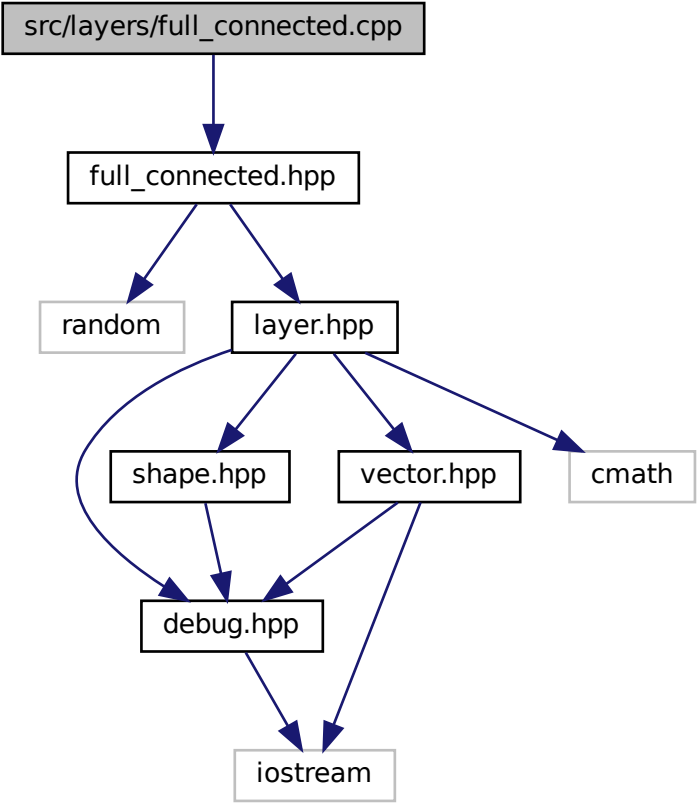 src/layers/full_connected.cpp
full_connected.hpp
random
layer.hpp
shape.hpp
vector.hpp
cmath
debug.hpp
iostream